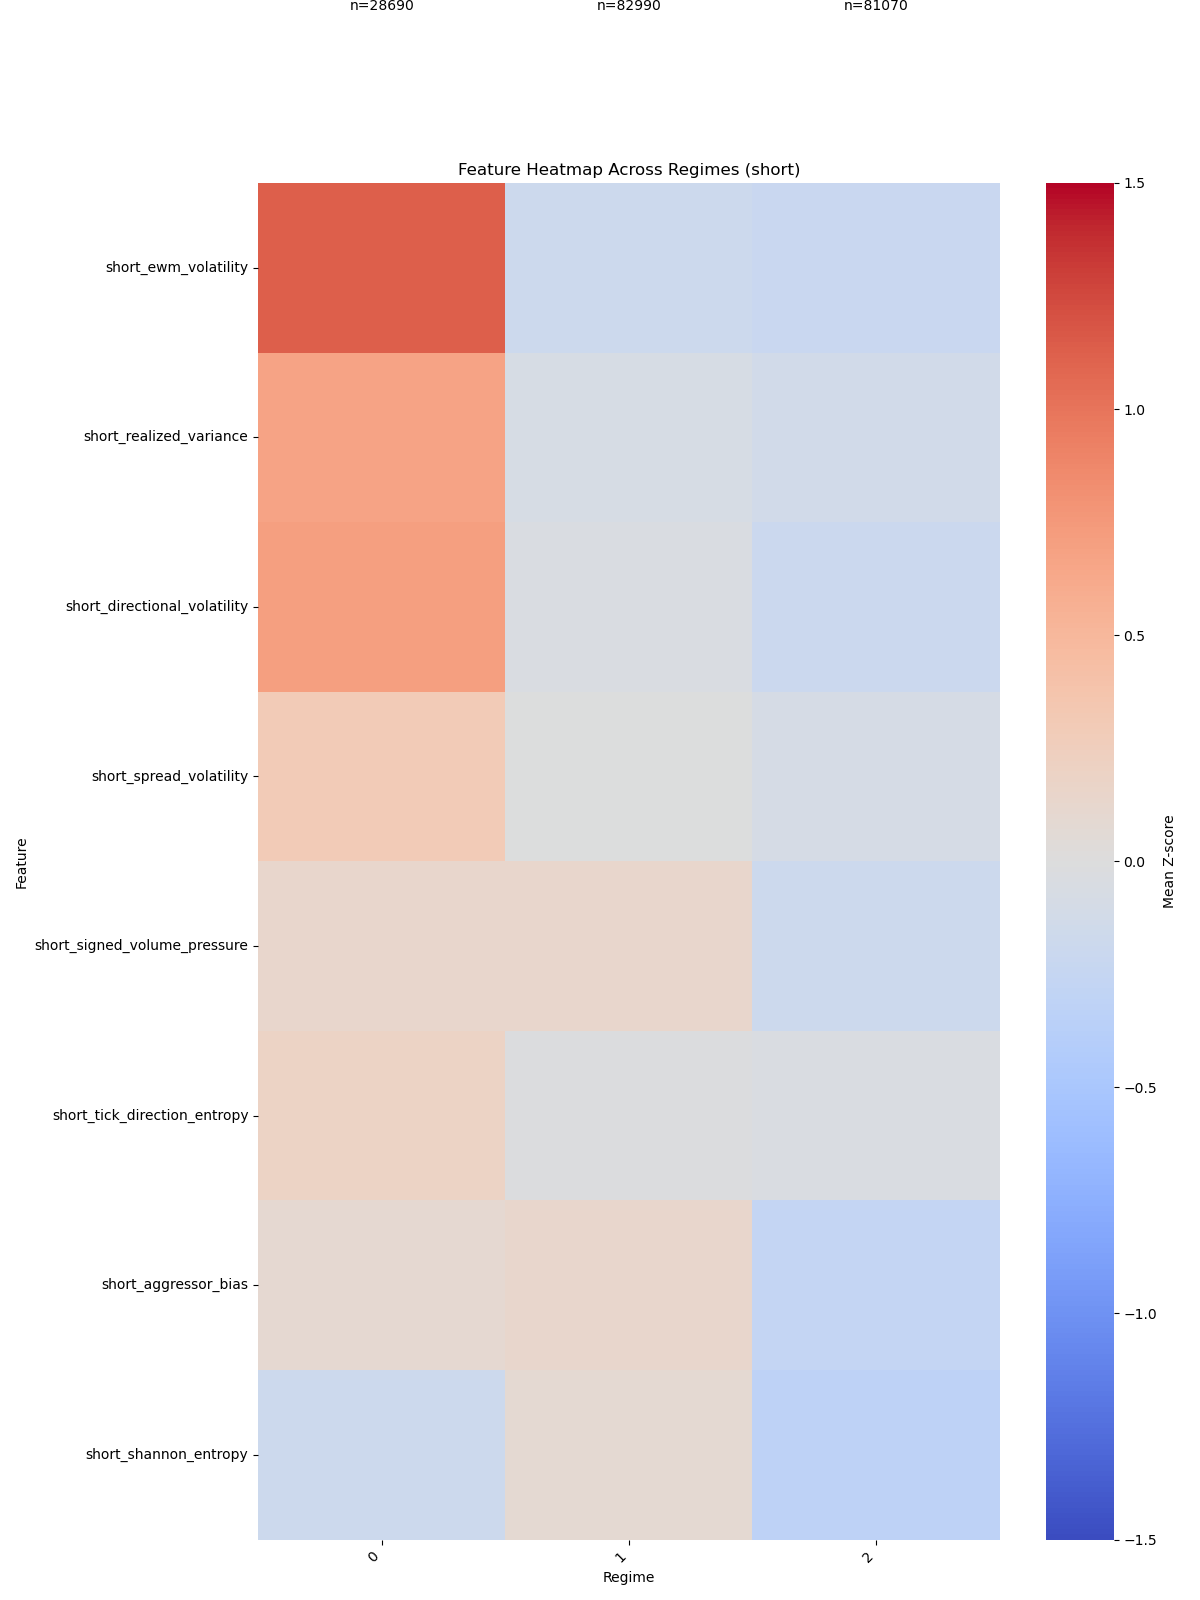 n=28690
n=82990
n=81070
Feature Heatmap Across Regimes (short)
short_ewm_volatility
short_realized_variance
short_directional_volatility
short_spread_volatility
short_signed_volume_pressure
short_tick_direction_entropy
short_aggressor_bias
short_shannon_entropy
Feature
0
1
2
Regime
1.5
1.0
0.5
0.0
−0.5
−1.0
−1.5
Mean Z-score